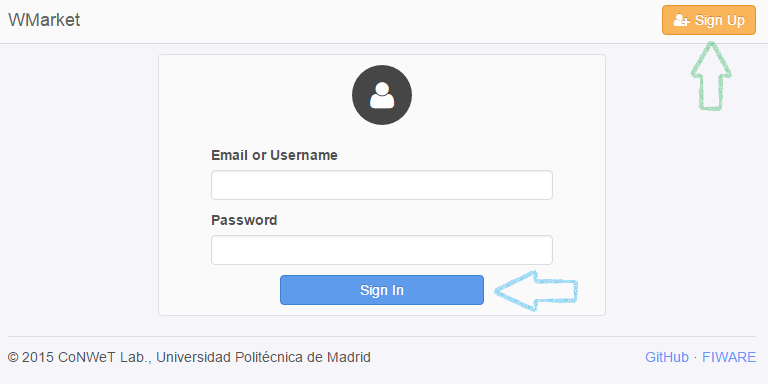 WMarket
Sign Up
Email or Username
Password
Sign In
© 2015 CoNWeT Lab., Universidad Politécnica de Madrid
GitHub · FIWARE